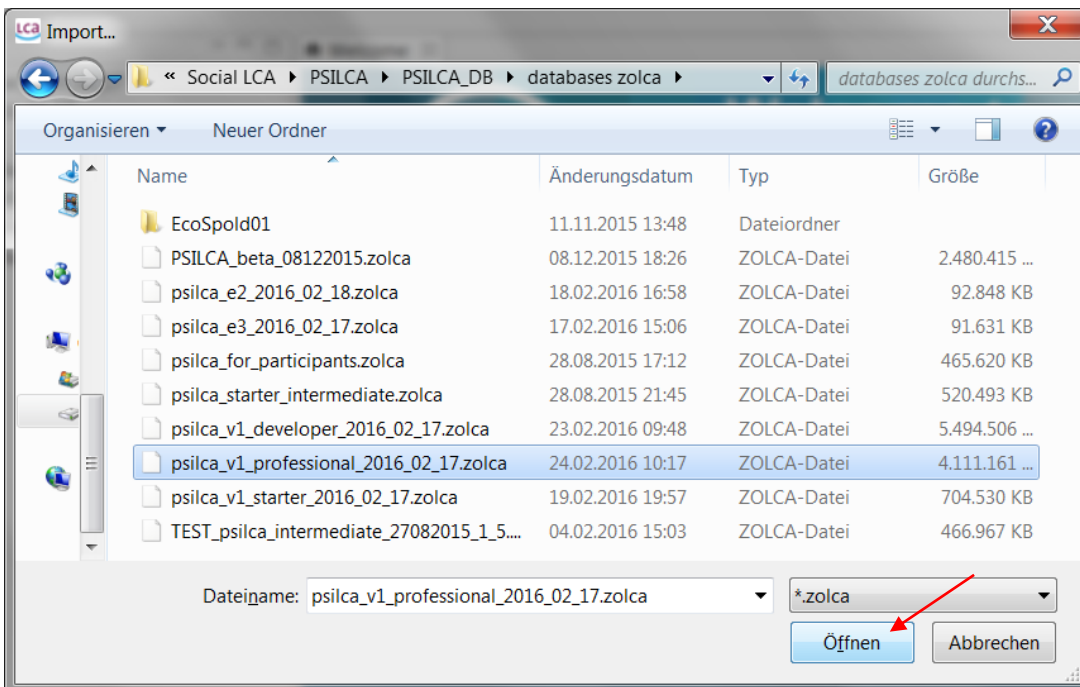 LCa Import...
« Social LCA ▸ PSILCA ▸ PSILCA_DB ▸ databases zolca ▸ databases zolca durchs...
Organisieren Neuer Ordner
Name Änderungsdatum Typ Größe
EcoSpold01 11.11.2015 13:48 Dateiordner
PSILCA_beta_08122015.zolca 08.12.2015 18:26 ZOLCA-Datei 2.480.415 ...
psilca_e2_2016_02_18.zolca 18.02.2016 16:58 ZOLCA-Datei 92.848 KB
psilca_e3_2016_02_17.zolca 17.02.2016 15:06 ZOLCA-Datei 91.631 KB
psilca_for_participants.zolca 28.08.2015 17:12 ZOLCA-Datei 465.620 KB
psilca_starter_intermediate.zolca 28.08.2015 21:45 ZOLCA-Datei 520.493 KB
psilca_v1_developer_2016_02_17.zolca 23.02.2016 09:48 ZOLCA-Datei 5.494.506 ...
psilca_v1_professional_2016_02_17.zolca 24.02.2016 10:17 ZOLCA-Datei 4.111.161 ...
psilca_v1_starter_2016_02_17.zolca 19.02.2016 19:57 ZOLCA-Datei 704.530 KB
TEST_psilca_intermediate_27082015_1_5.... 04.02.2016 15:03 ZOLCA-Datei 466.967 KB
Dateiname: psilca_v1_professional_2016_02_17.zolca *.zolca
Öffnen Abbrechen